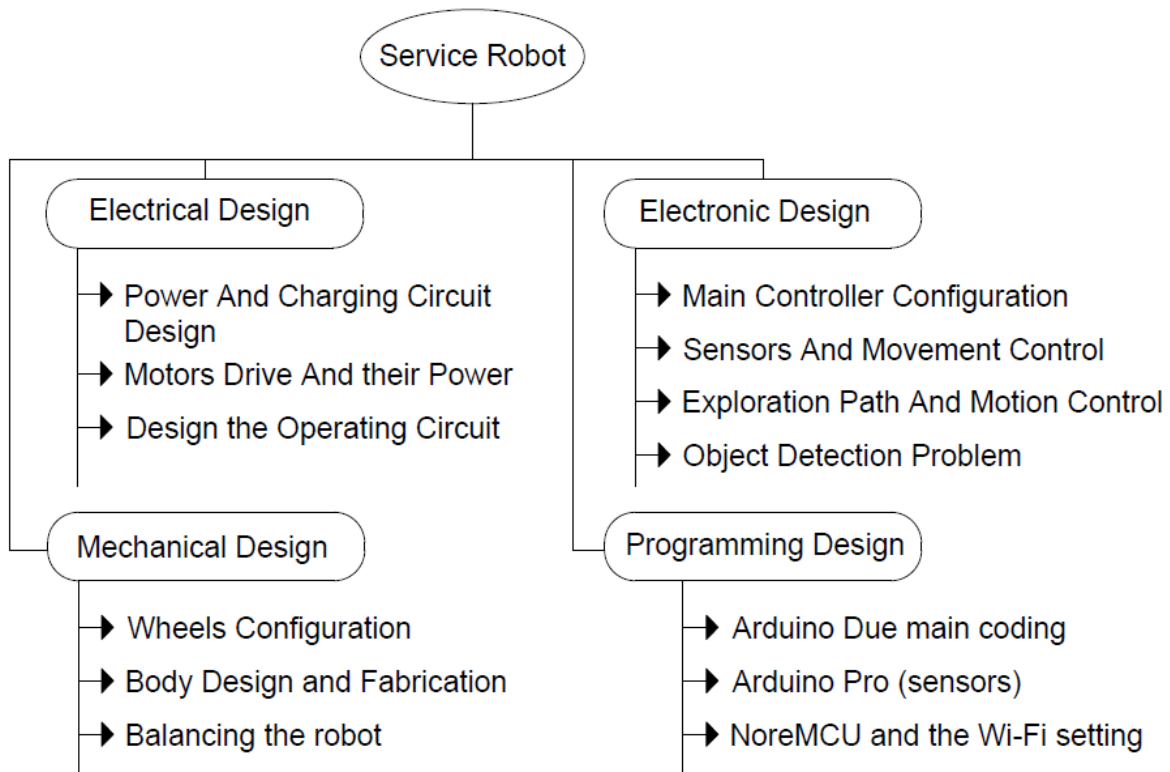 Service Robot
Electrical Design
Power And Charging Circuit
Design
Motors Drive And their Power
Design the Operating Circuit
Electronic Design
Main Controller Configuration
Sensors And Movement Control
Exploration Path And Motion Control
Object Detection Problem
Mechanical Design
Wheels Configuration
Body Design and Fabrication
Balancing the robot
Programming Design
Arduino Due main coding
Arduino Pro (sensors)
NoreMCU and the Wi-Fi setting